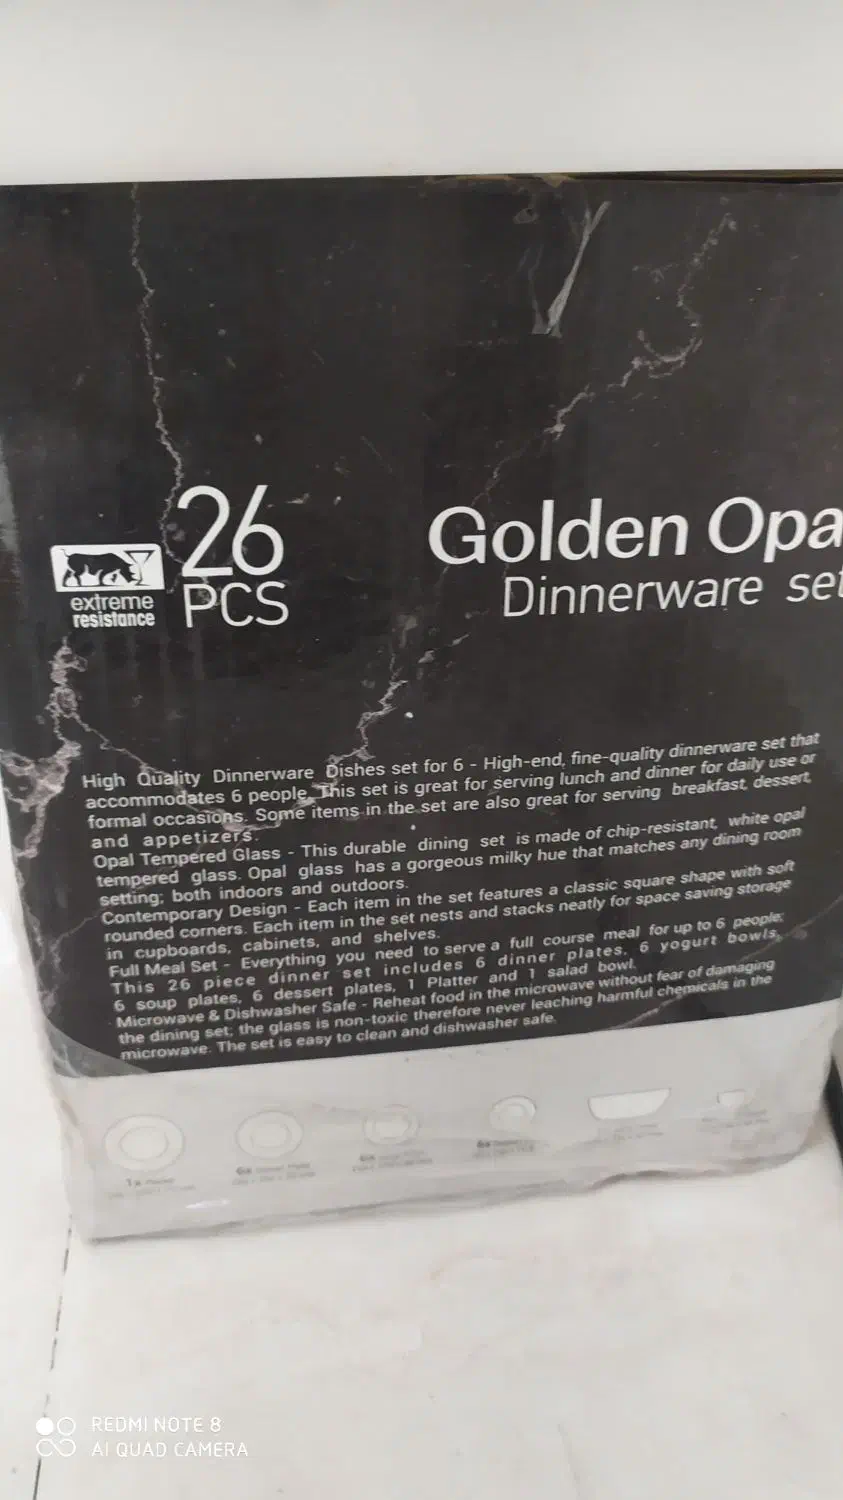 26
PCS
extreme
resistance
Golden Opa
Dinnerware set
High Quality Dinnerware Dishes set for 6 - High-end, fine-quality dinnerware set that
accommodates 6 people. This set is great for serving lunch and dinner for daily use or
formal occasions. Some items in the set are also great for serving breakfast, dessert,
and appetizers.
Opal Tempered Glass - This durable dining set is made of chip-resistant, white opal
tempered glass. Opal glass has a gorgeous milky hue that matches any dining room
setting; both indoors and outdoors.
Contemporary Design - Each item in the set features a classic square shape with soft
rounded corners. Each item in the set nests and stacks neatly for space saving storage
in cupboards, cabinets, and shelves.
Full Meal Set - Everything you need to serve a full course meal for up to 6 people;
This 26 piece dinner set includes 6 dinner plates, 6 yogurt bowls,
6 soup plates, 6 dessert plates, 1 Platter and 1 salad bowl.
Microwave & Dishwasher Safe - Reheat food in the microwave without fear of damaging
the dining set; the glass is non-toxic therefore never leaching harmful chemicals in the
microwave. The set is easy to clean and dishwasher safe.
1x
6x
6x
6x
REDMI NOTE 8
AI QUAD CAMERA